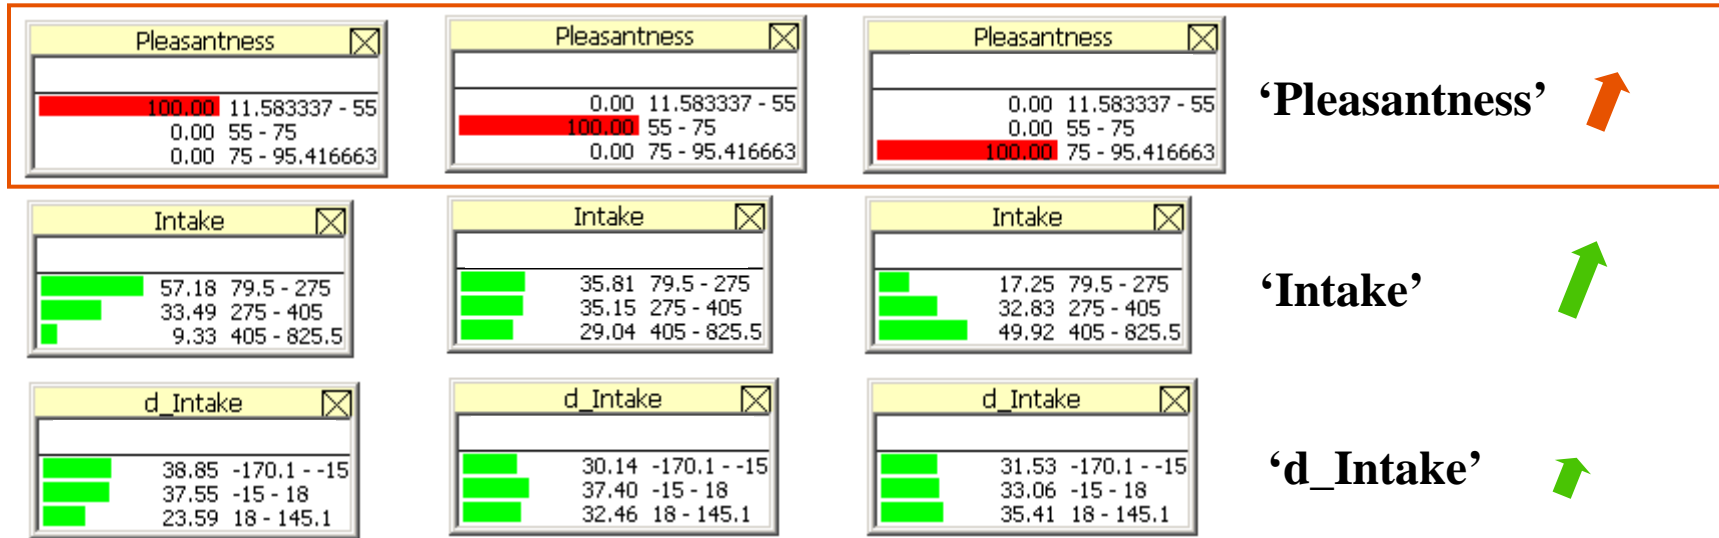 Pleasantness
100.00 11.583337 - 55
0.00 55 - 75
0.00 75 - 95.416663
Pleasantness
0.00 11.583337 - 55
100.00 55 - 75
0.00 75 - 95.416663
Pleasantness
0.00 11.583337 - 55
0.00 55 - 75
100.00 75 - 95.416663
‘Pleasantness’
Intake
57.18 79.5 - 275
33.49 275 - 405
9.33 405 - 825.5
Intake
35.81 79.5 - 275
35.15 275 - 405
29.04 405 - 825.5
Intake
17.25 79.5 - 275
32.83 275 - 405
49.92 405 - 825.5
‘Intake’
d_Intake
38.85 -170.1 - -15
37.55 -15 - 18
23.59 18 - 145.1
d_Intake
30.14 -170.1 - -15
37.40 -15 - 18
32.46 18 - 145.1
d_Intake
31.53 -170.1 - -15
33.06 -15 - 18
35.41 18 - 145.1
‘d_Intake’